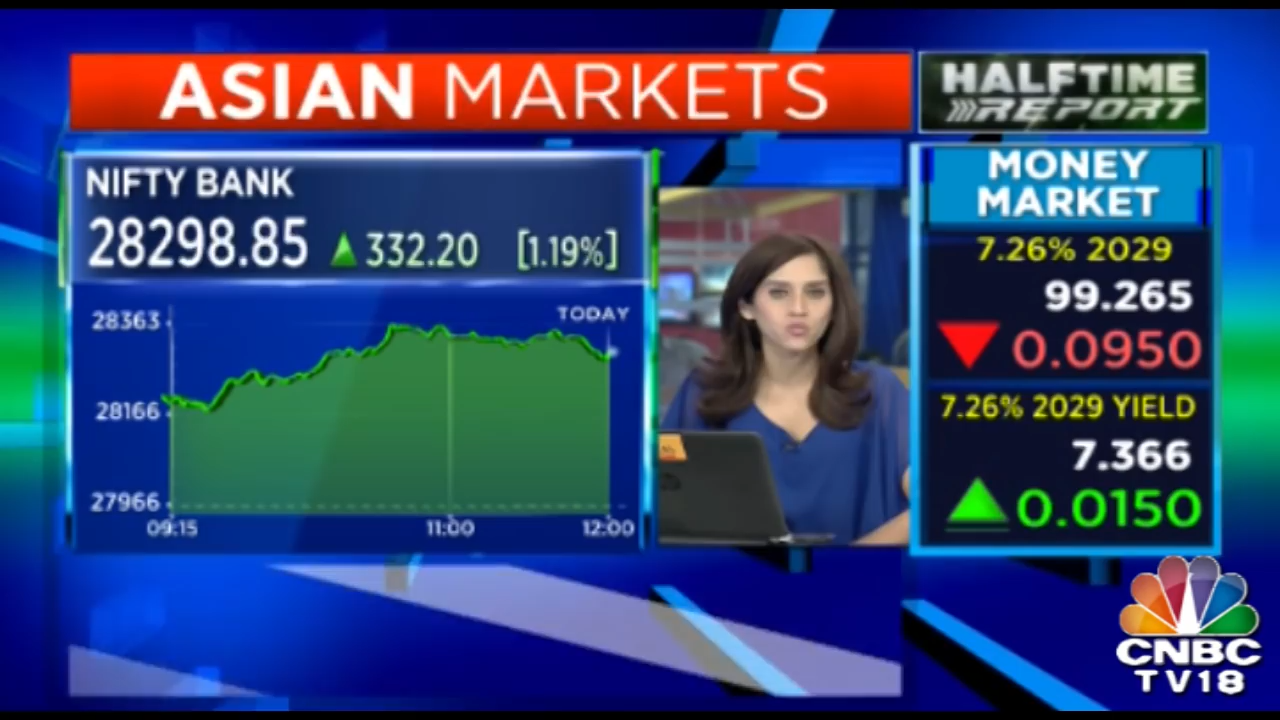 ASIAN MARKETS
HALFTIME
REPORT
NIFTY BANK
28298.85 ▲ 332.20 [1.19%]
TODAY
28363
28166
27966
09:15 11:00 12:00
MONEY
MARKET
7.26% 2029
99.265
▼ 0.0950
7.26% 2029 YIELD
7.366
▲ 0.0150
CNBC
TV18